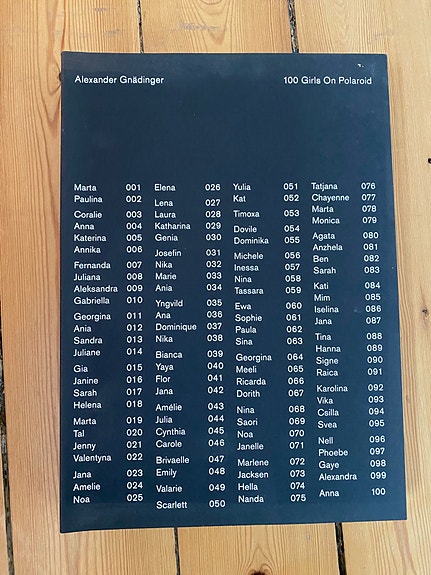 Alexander Gnädinger
100 Girls On Polaroid
Marta 001
Paulina 002
Coralie 003
Anna 004
Katerina 005
Annika 006
Fernanda 007
Juliana 008
Aleksandra 009
Gabriella 010
Georgina 011
Ania 012
Sandra 013
Juliane 014
Gia 015
Janine 016
Sarah 017
Helena 018
Marta 019
Tal 020
Jenny 021
Valentyna 022
Jana 023
Amelie 024
Noa 025
Elena 026
Lena 027
Laura 028
Katharina 029
Genia 030
Josefin 031
Nika 032
Marie 033
Ania 034
Yngvild 035
Ana 036
Dominique 037
Nika 038
Bianca 039
Yaya 040
Flor 041
Jana 042
Amélie 043
Julia 044
Cynthia 045
Carole 046
Brivaelle 047
Emily 048
Valarie 049
Scarlett 050
Yulia 051
Kat 052
Timoxa 053
Dovile 054
Dominika 055
Michele 056
Inessa 057
Nina 058
Tassara 059
Ewa 060
Sophie 061
Paula 062
Sina 063
Georgina 064
Meeli 065
Ricarda 066
Dorith 067
Nina 068
Saori 069
Noa 070
Janelle 071
Marlene 072
Jacksen 073
Hella 074
Nanda 075
Tatjana 076
Chayenne 077
Marta 078
Monica 079
Agata 080
Anzhela 081
Ben 082
Sarah 083
Kati 084
Mim 085
Iselina 086
Jana 087
Tina 088
Hanna 089
Signe 090
Raica 091
Karolina 092
Vika 093
Csilla 094
Svea 095
Nell 096
Phoebe 097
Gaye 098
Alexandra 099
Anna 100